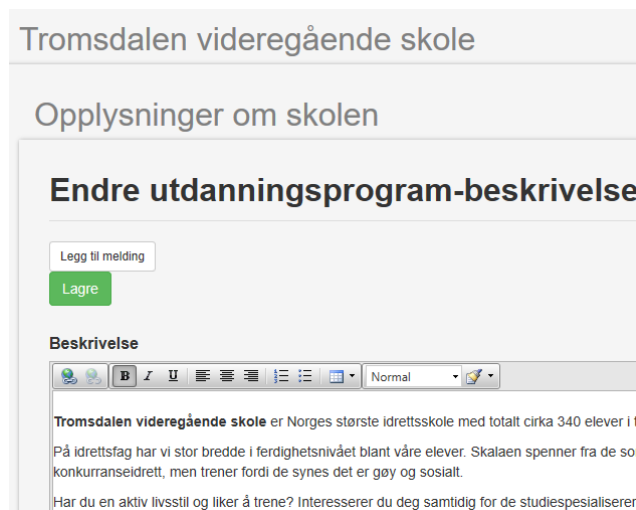 Tromsdalen videregående skole
Opplysninger om skolen
Endre utdanningsprogram-beskrivelse
Legg til melding
Lagre
Beskrivelse
B I U Normal
Tromsdalen videregående skole er Norges største idrettsskole med totalt cirka 340 elever i
På idrettsfag har vi stor bredde i ferdighetsnivået blant våre elever. Skalaen spenner fra de
konkurranseidrett, men trener fordi de synes det er gøy og sosialt.
Har du en aktiv livsstil og liker å trene? Interesserer du deg samtidig for de